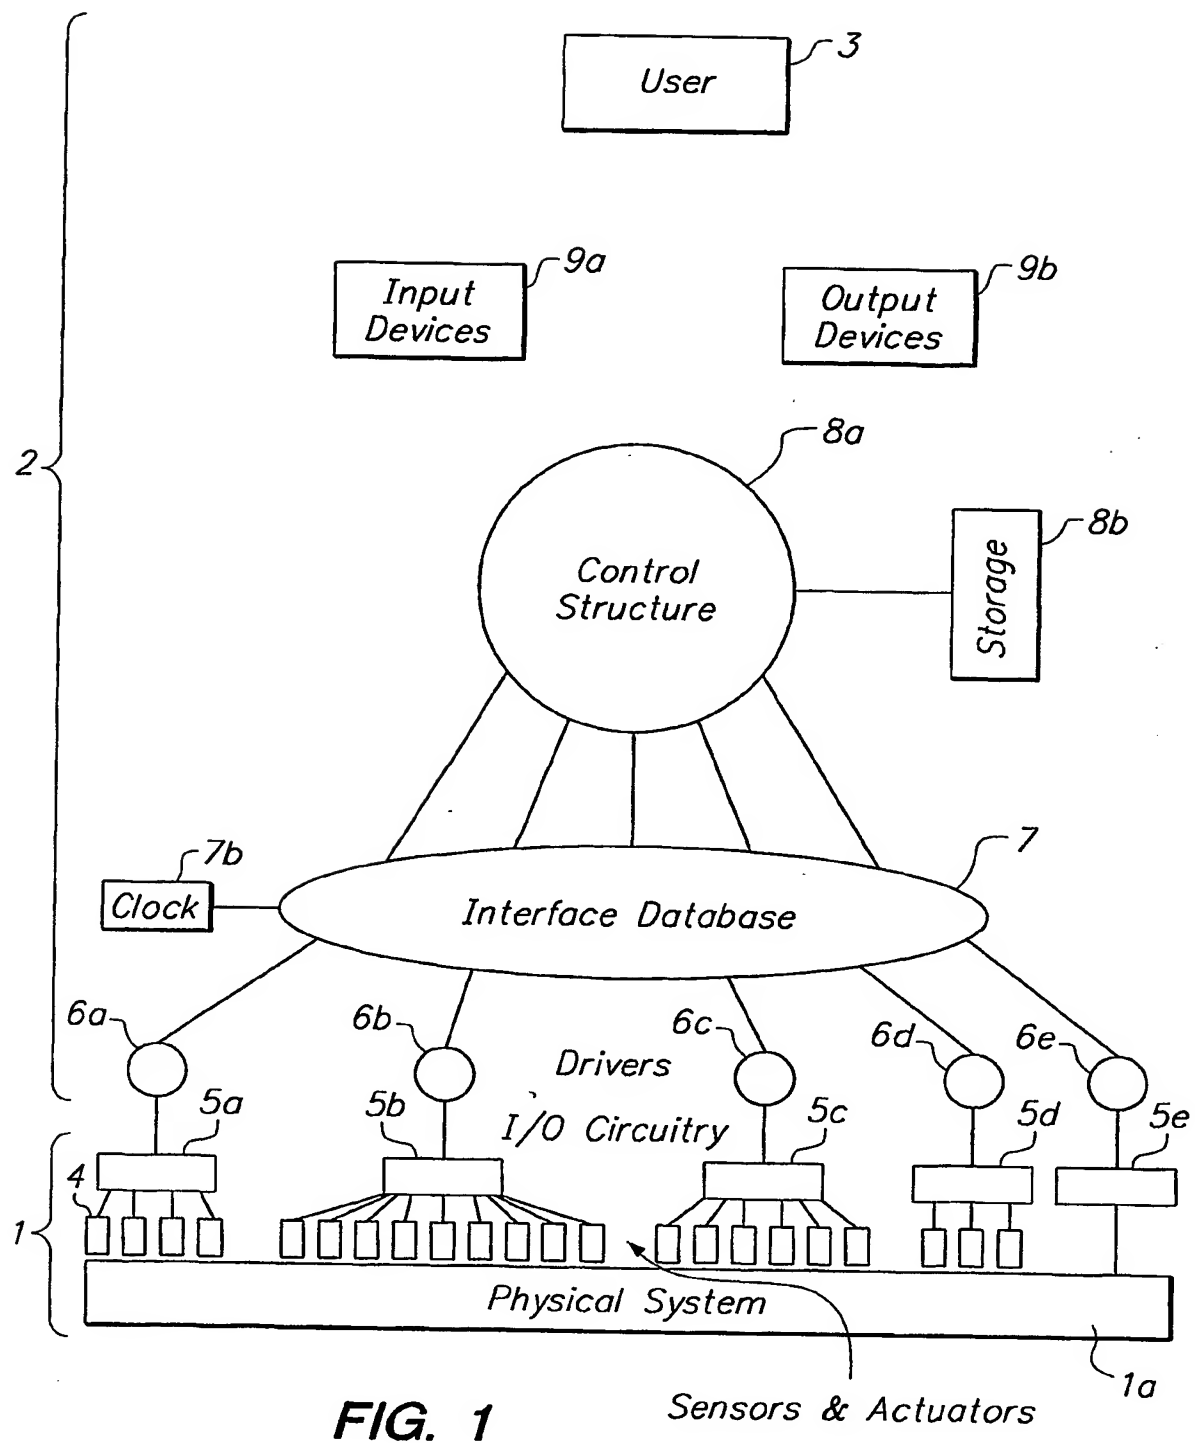 3
User
9a
Input
Devices
9b
Output
Devices
8a
2
8b
Control
Structure
Storage
7b
7
Clock
Interface Database
6a
6b
6c
6d
6e
Drivers
5a
5b
I/O Circuitry
5c
5d
5e
4
1
Physical System
1a
Sensors & Actuators
FIG. 1